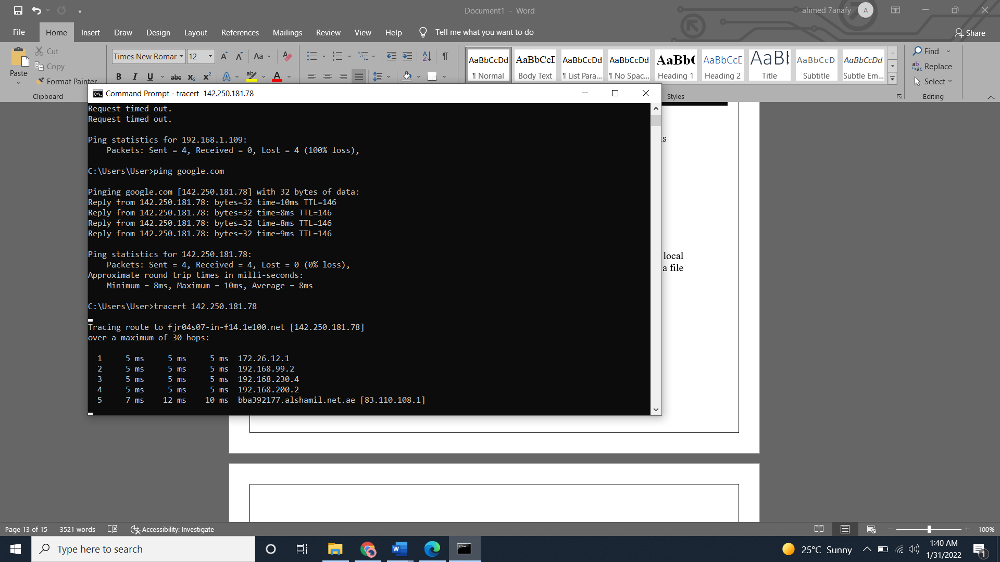 Document1 - Word
ahmed 7anafy
A
File
Home
Insert
Draw
Design
Layout
References
Mailings
Review
View
Help
Tell me what you want to do
Share
Paste
Cut
Copy
Format Painter
Clipboard
Times New Romar
12
AaBbCcDd
¶ Normal
AaBbCcI
Body Text
AaBbCcDd
¶ List Para...
AaBbCcDd
¶ No Spac...
AaBb(
Heading 1
AaBbCcC
Heading 2
AaB
Title
AaBbCcD
Subtitle
AaBbCcDd
Subtle Em...
Styles
Find
Replace
Select
Editing
Command Prompt - tracert  142.250.181.78
Request timed out.
Request timed out.
Ping statistics for 192.168.1.109:
Packets: Sent = 4, Received = 0, Lost = 4 (100% loss),
C:\Users\User>ping google.com
Pinging google.com [142.250.181.78] with 32 bytes of data:
Reply from 142.250.181.78: bytes=32 time=10ms TTL=146
Reply from 142.250.181.78: bytes=32 time=8ms TTL=146
Reply from 142.250.181.78: bytes=32 time=8ms TTL=146
Reply from 142.250.181.78: bytes=32 time=9ms TTL=146
Ping statistics for 142.250.181.78:
Packets: Sent = 4, Received = 4, Lost = 0 (0% loss),
Approximate round trip times in milli-seconds:
Minimum = 8ms, Maximum = 10ms, Average = 8ms
C:\Users\User>tracert 142.250.181.78
Tracing route to fjr04s07-in-f14.1e100.net [142.250.181.78]
over a maximum of 30 hops:
1     5 ms     5 ms     5 ms  172.26.12.1
2     5 ms     5 ms     5 ms  192.168.99.2
3     5 ms     5 ms     5 ms  192.168.230.4
4     5 ms     5 ms     5 ms  192.168.200.2
5     7 ms    12 ms    10 ms  bba392177.alshamil.net.ae [83.110.108.1]
local
a file
Page 13 of 15
3521 words
Accessibility: Investigate
100%
Type here to search
25°C Sunny
1:40 AM
1/31/2022
1